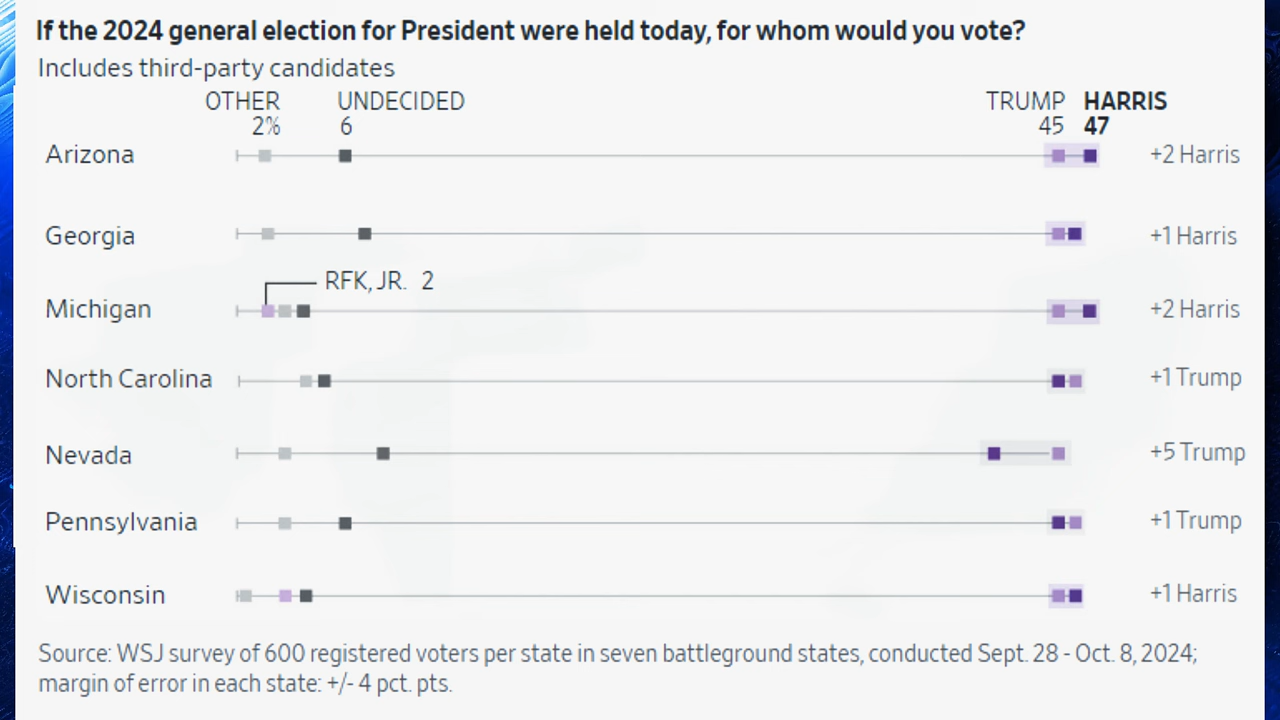 If the 2024 general election for President were held today, for whom would you vote?
Includes third-party candidates
OTHER UNDECIDED TRUMP HARRIS
2% 6 45 47
Arizona +2 Harris
Georgia +1 Harris
RFK, JR. 2
Michigan +2 Harris
North Carolina +1 Trump
Nevada +5 Trump
Pennsylvania +1 Trump
Wisconsin +1 Harris
Source: WSJ survey of 600 registered voters per state in seven battleground states, conducted Sept. 28 - Oct. 8, 2024;
margin of error in each state: +/- 4 pct. pts.